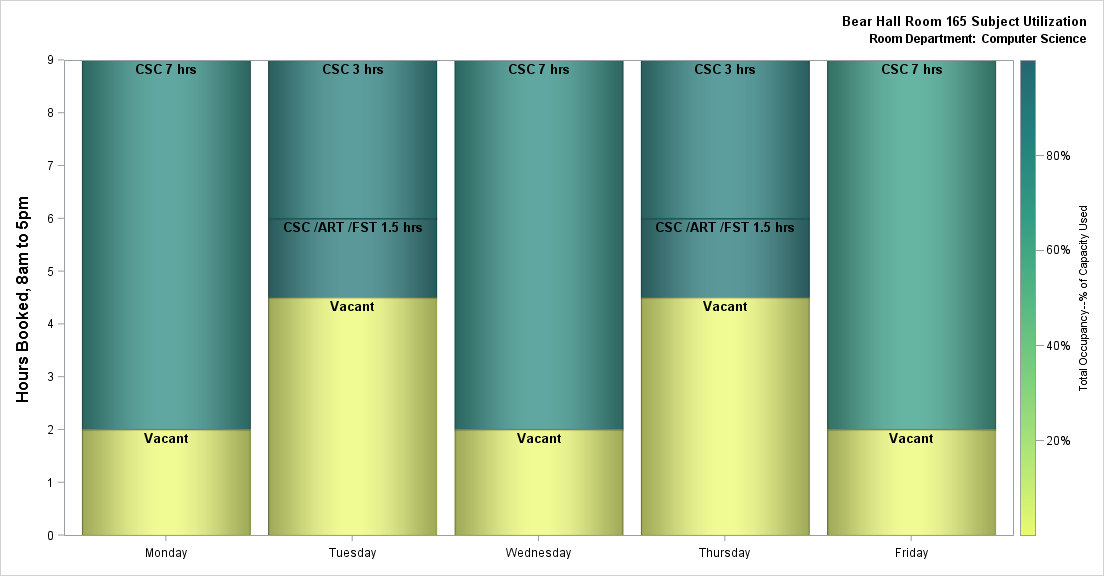 Bear Hall Room 165 Subject Utilization
Room Department: Computer Science
Hours Booked, 8am to 5pm
9
8
7
6
5
4
3
2
1
0
CSC 7 hrs
Vacant
CSC 3 hrs
CSC /ART /FST 1.5 hrs
Vacant
CSC 7 hrs
Vacant
CSC 3 hrs
CSC /ART /FST 1.5 hrs
Vacant
CSC 7 hrs
Vacant
Monday
Tuesday
Wednesday
Thursday
Friday
80%
60%
40%
20%
Total Occupancy--% of Capacity Used